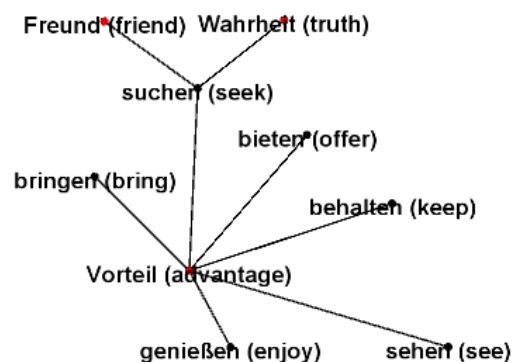 Freund (friend) Wahrheit (truth)
suchen (seek)
bieten (offer)
bringen (bring)
behalten (keep)
Vorteil (advantage)
genießen (enjoy) sehen (see)